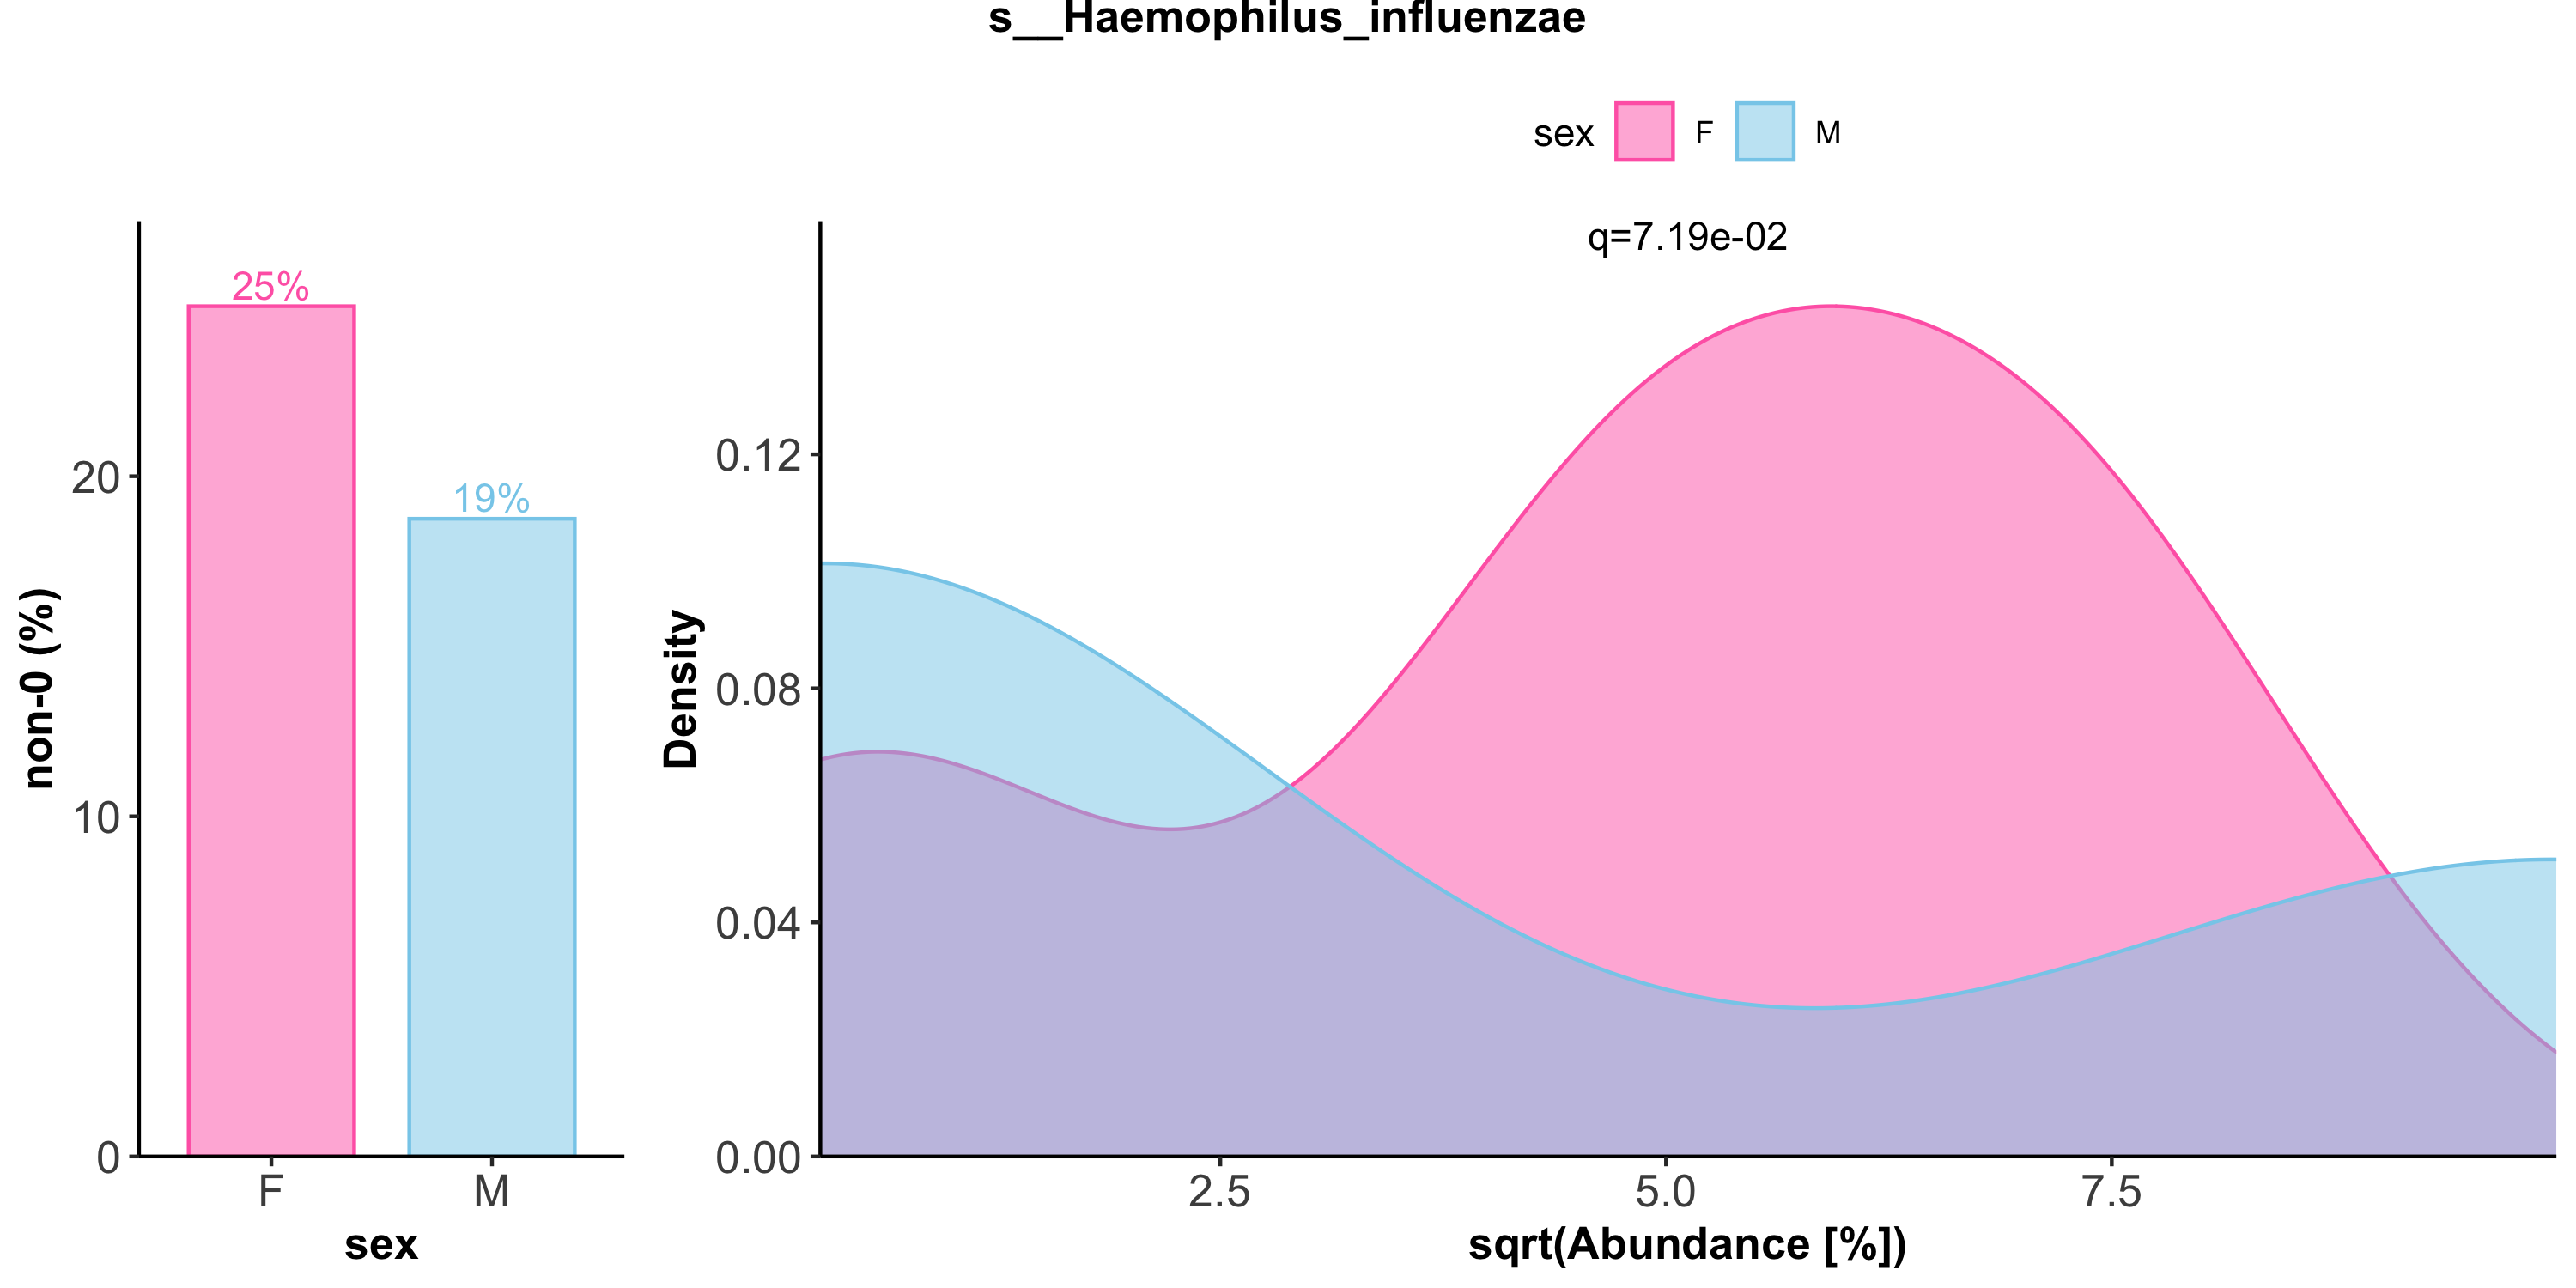 s__Haemophilus_influenzae
sex F M
q=7.19e-02
25%
19%
non-0 (%)
20
10
0
F M
sex
Density
0.12
0.08
0.04
0.00
2.5 5.0 7.5
sqrt(Abundance [%])